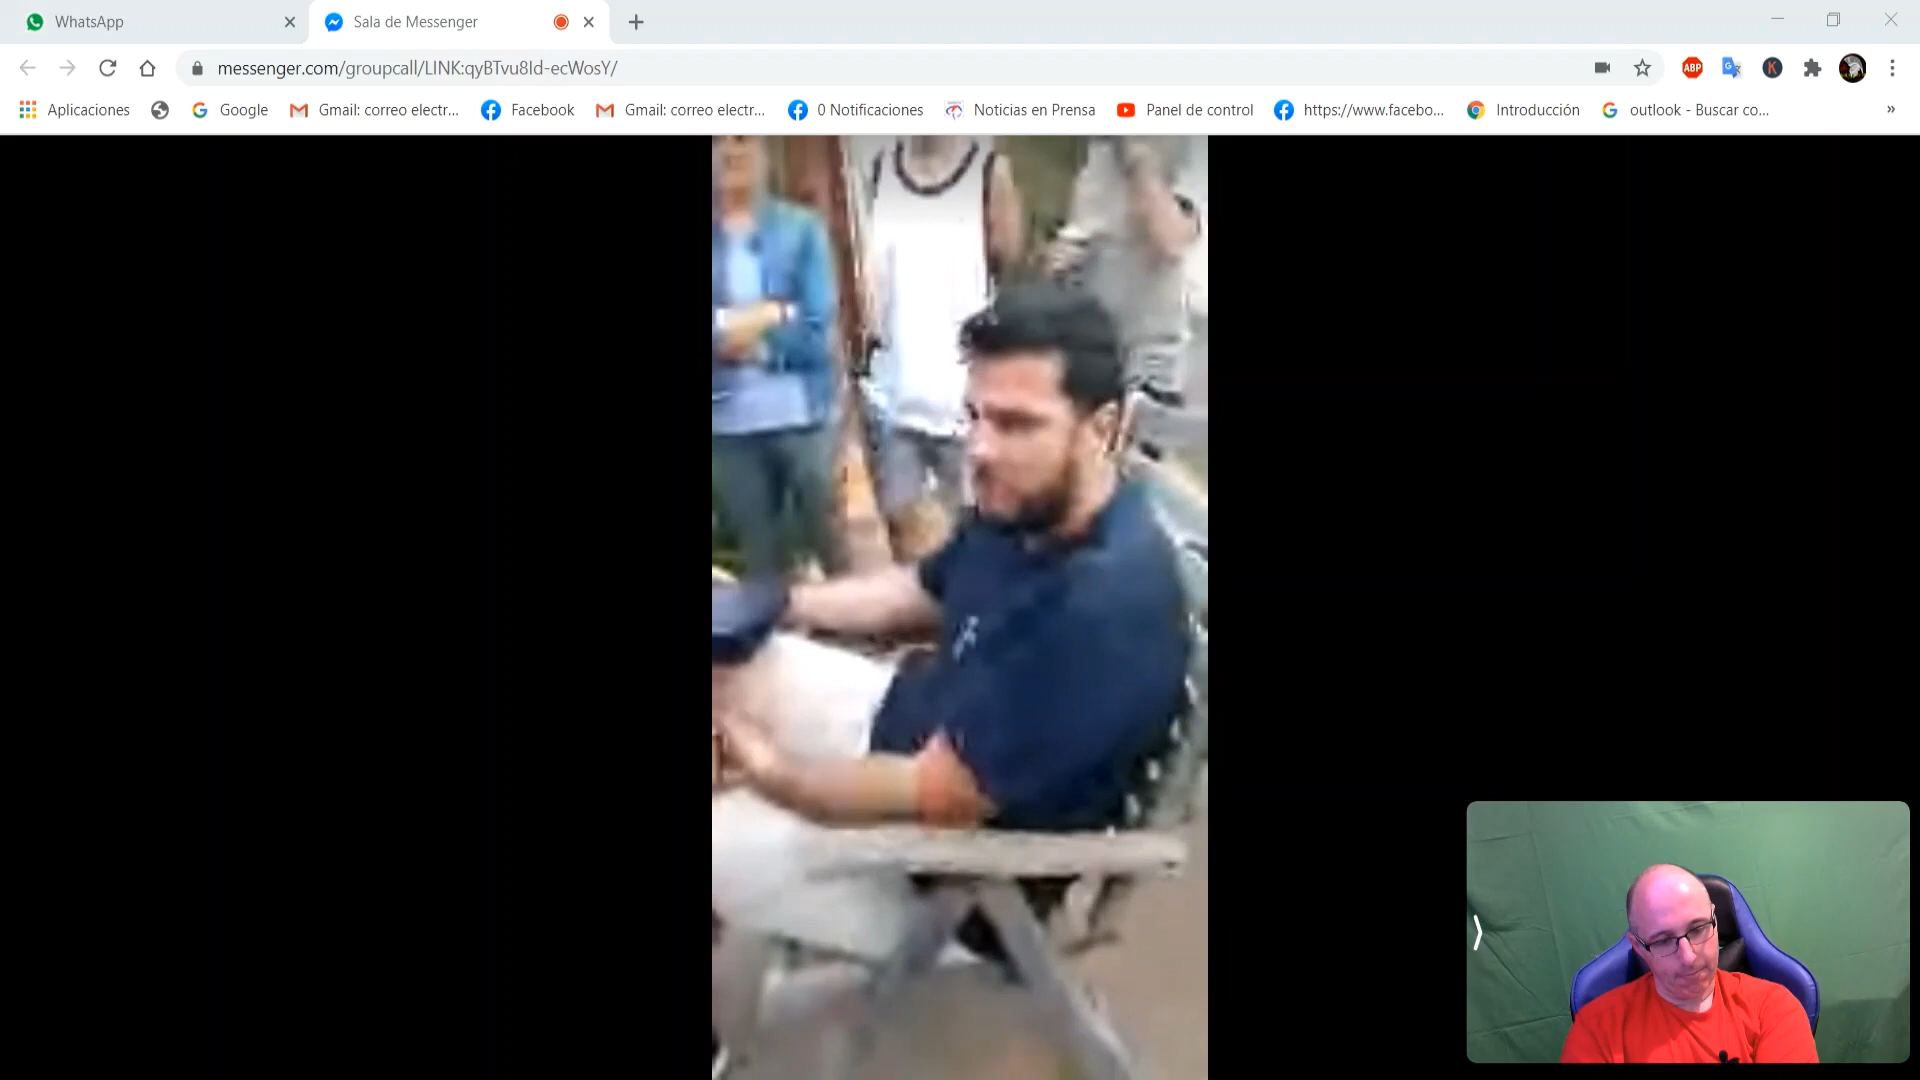 WhatsApp
Sala de Messenger
messenger.com/groupcall/LINK:qyBTvu8Id-ecWosY/
ABP
K
Aplicaciones
Google
Gmail: correo electr...
Facebook
Gmail: correo electr...
0 Notificaciones
Noticias en Prensa
Panel de control
https://www.facebo...
Introducción
outlook - Buscar co...